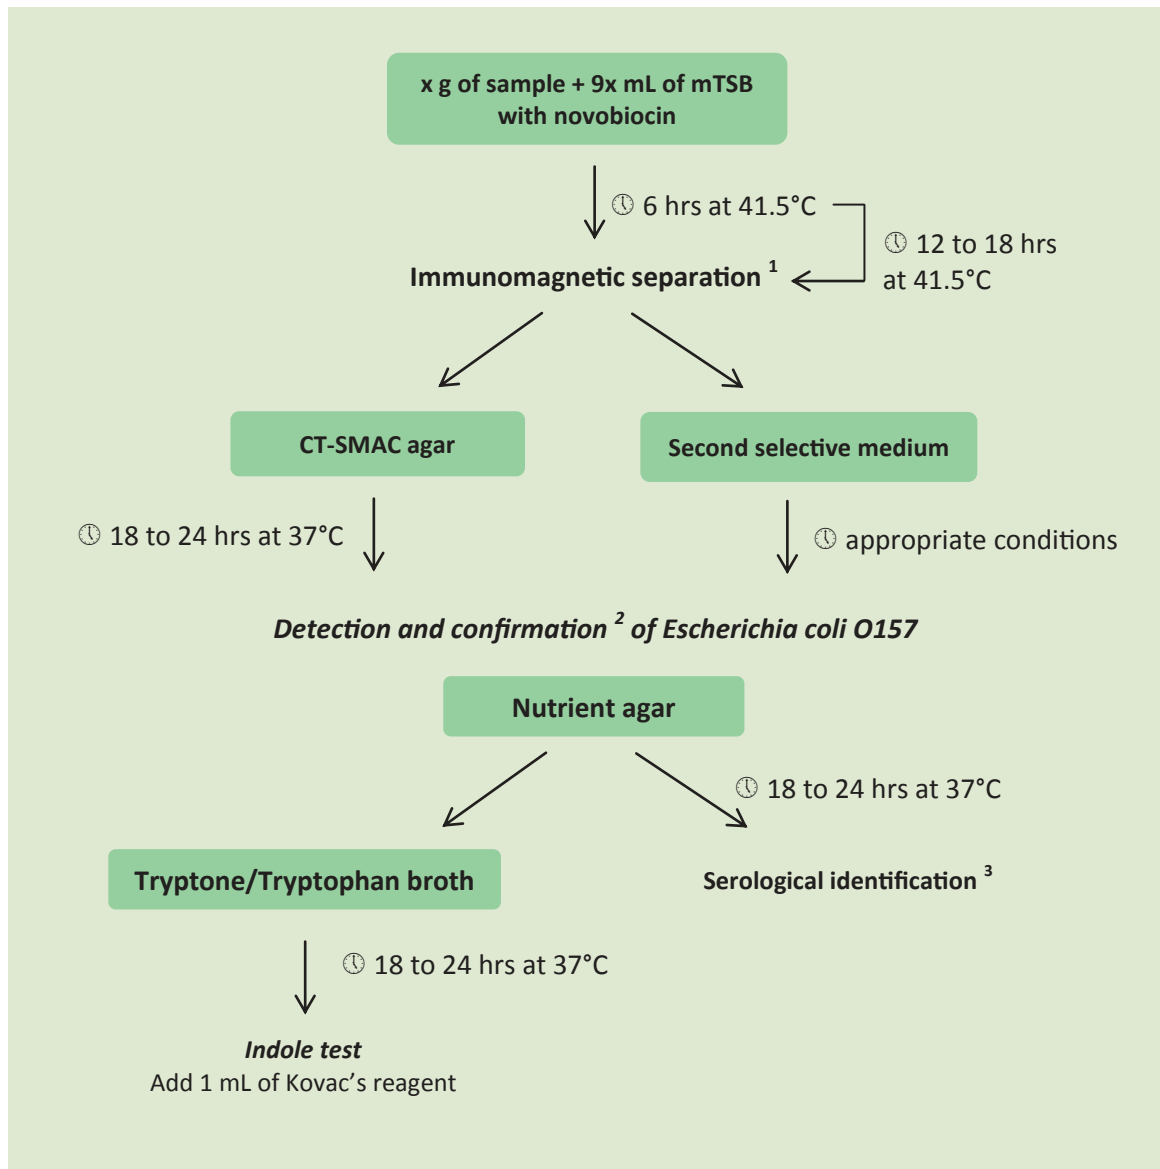 x g of sample + 9x mL of mTSB
with novobiocin
6 hrs at 41.5°C
12 to 18 hrs
at 41.5°C
Immunomagnetic separation 1
CT-SMAC agar
Second selective medium
18 to 24 hrs at 37°C
appropriate conditions
Detection and confirmation 2 of Escherichia coli O157
Nutrient agar
18 to 24 hrs at 37°C
Tryptone/Tryptophan broth
Serological identification 3
18 to 24 hrs at 37°C
Indole test
Add 1 mL of Kovac’s reagent